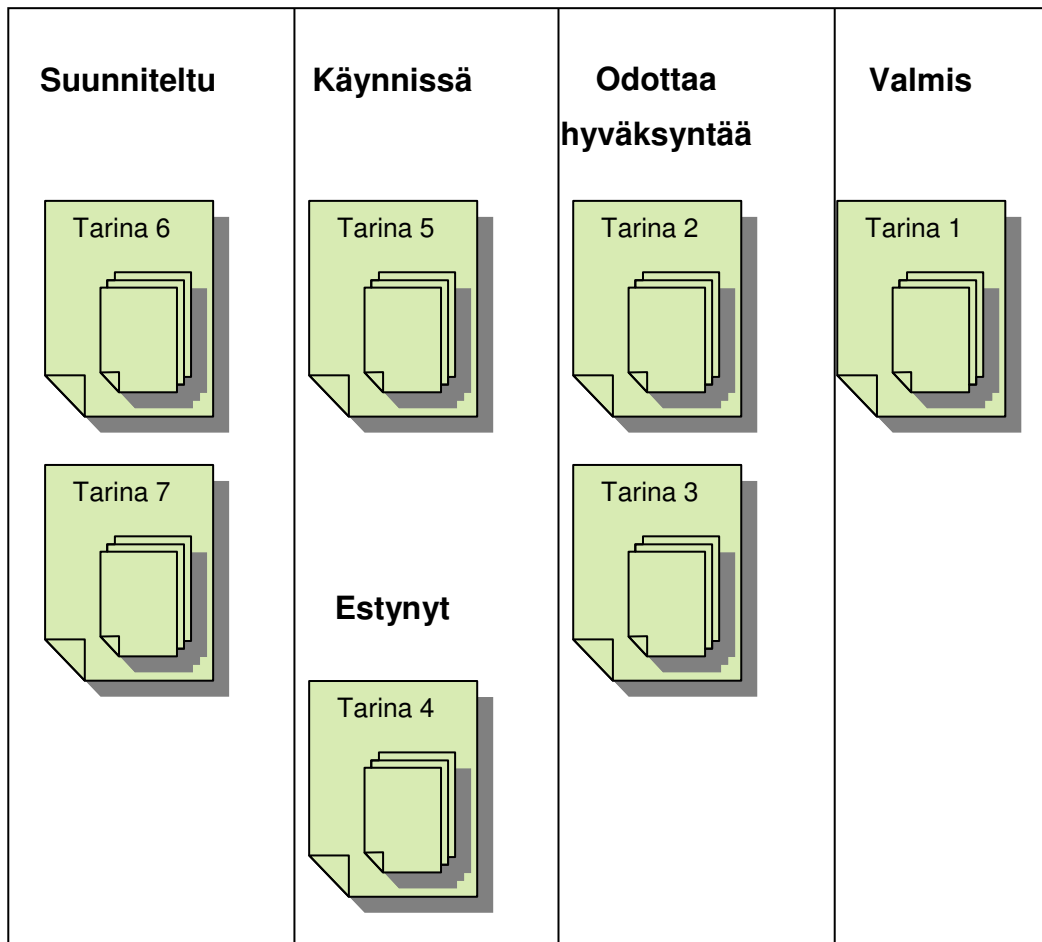 Suunniteltu
Käynnissä
Odottaa
hyväksyntää
Valmis
Tarina 6
Tarina 5
Tarina 2
Tarina 1
Tarina 7
Tarina 3
Estynyt
Tarina 4